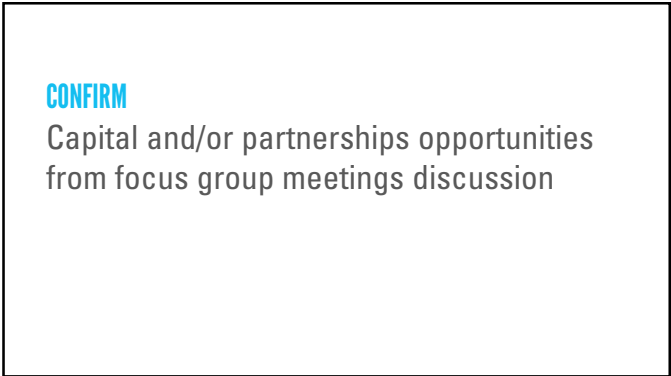 CONFIRM
Capital and/or partnerships opportunities
from focus group meetings discussion